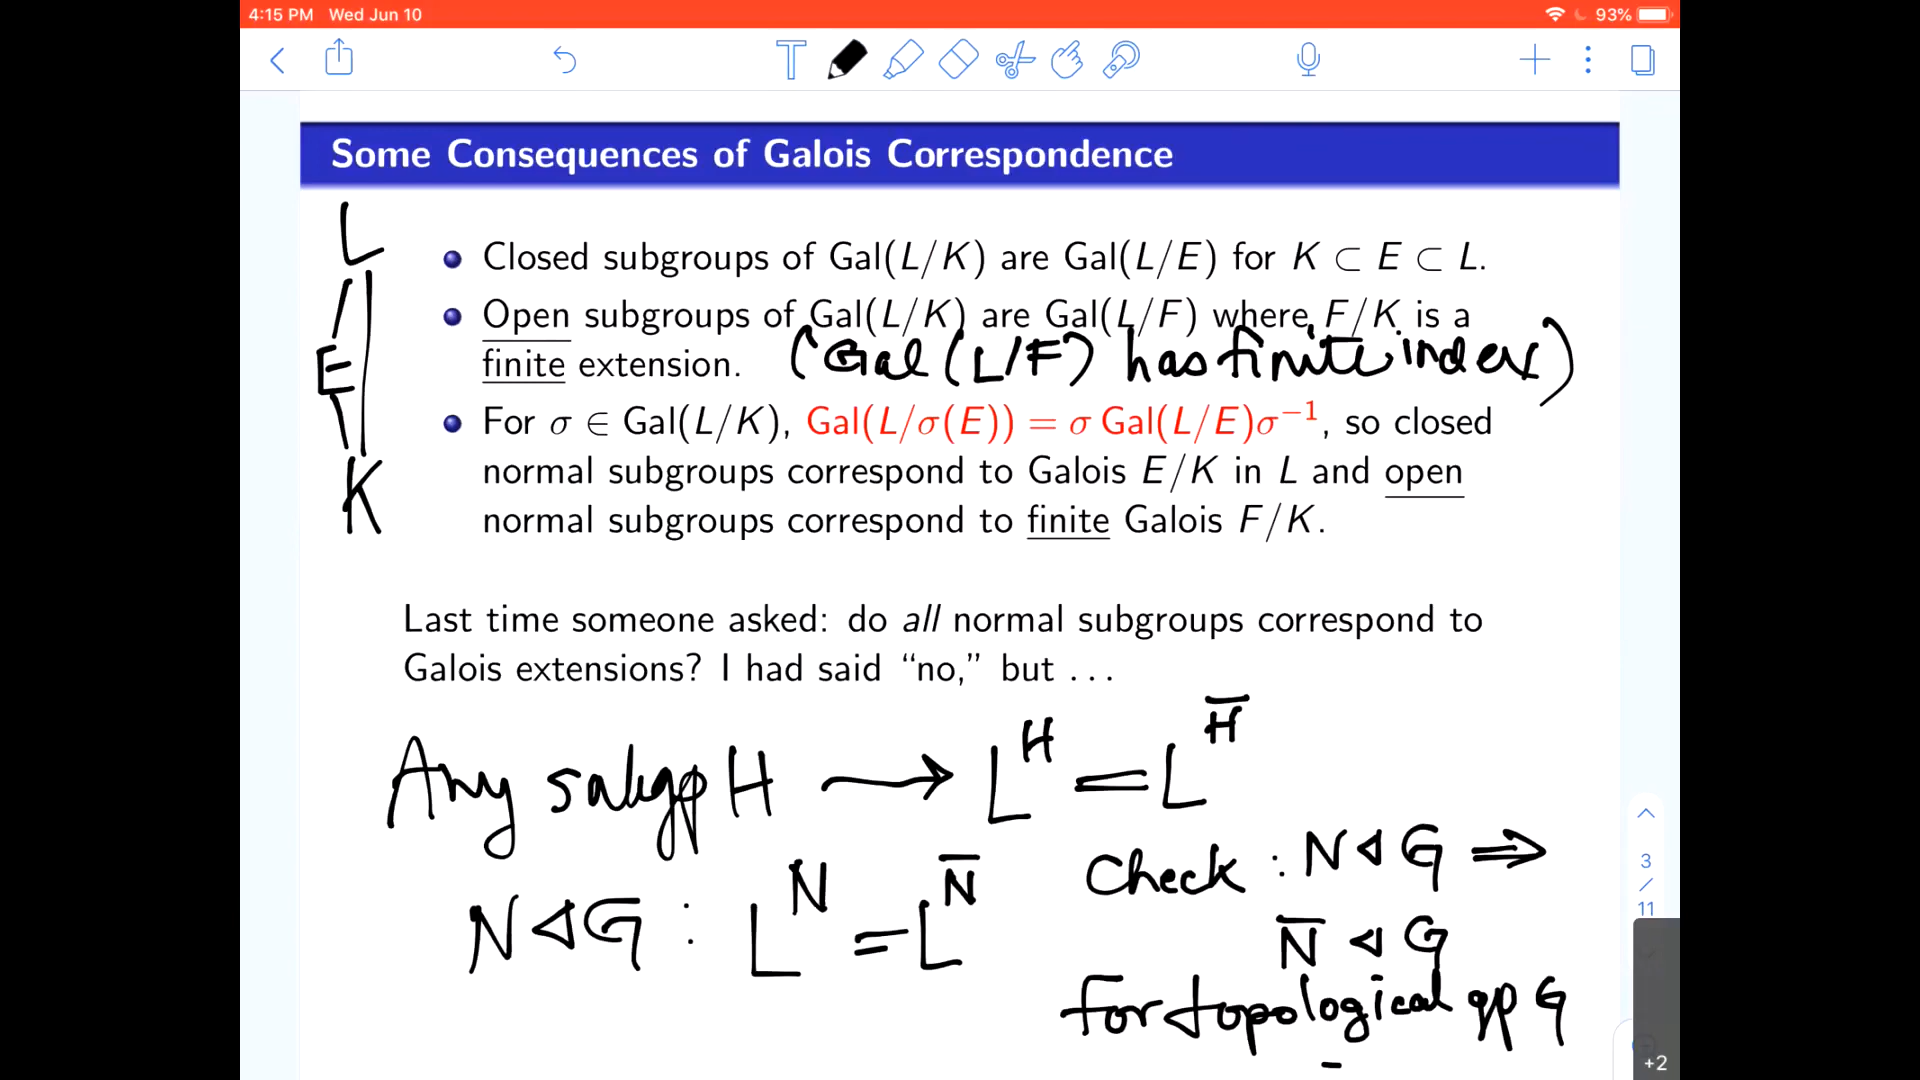 4:15 PM Wed Jun 10 93%
Some Consequences of Galois Correspondence
L
E
K
• Closed subgroups of Gal(L/K) are Gal(L/E) for K ⊂ E ⊂ L.
• Open subgroups of Gal(L/K) are Gal(L/F) where F/K is a
finite extension. (Gal(L/F) has finite index)
• For σ ∈ Gal(L/K), Gal(L/σ(E)) = σ Gal(L/E)σ⁻¹, so closed
normal subgroups correspond to Galois E/K in L and open
normal subgroups correspond to finite Galois F/K.
Last time someone asked: do all normal subgroups correspond to
Galois extensions? I had said “no,” but ...
Any subgp H → L^H = L^H̅
N ⊲ G : L^N = L^N̅
Check : N ⊲ G ⇒
N̅ ⊲ G
for topological gp G
3
/
11
+2